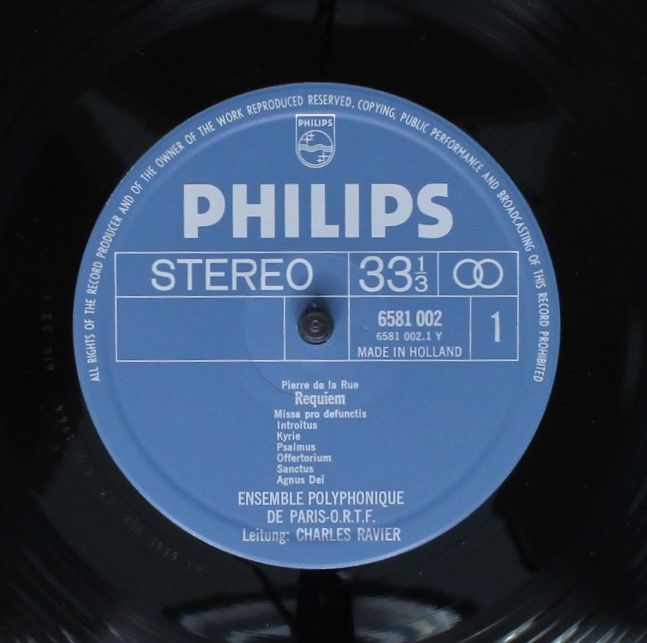 ALL RIGHTS OF THE RECORD PRODUCER AND OF THE OWNER OF THE WORK REPRODUCED RESERVED. COPYING, PUBLIC PERFORMANCE AND BROADCASTING OF THIS RECORD PROHIBITED
PHILIPS
PHILIPS
STEREO 33 1/3
6581 002 1
6581 002.1 Y
MADE IN HOLLAND
Pierre de la Rue
Requiem
Missa pro defunctis
Introitus
Kyrie
Psalmus
Offertorium
Sanctus
Agnus Dei
ENSEMBLE POLYPHONIQUE
DE PARIS-O.R.T.F.
Leitung: CHARLES RAVIER